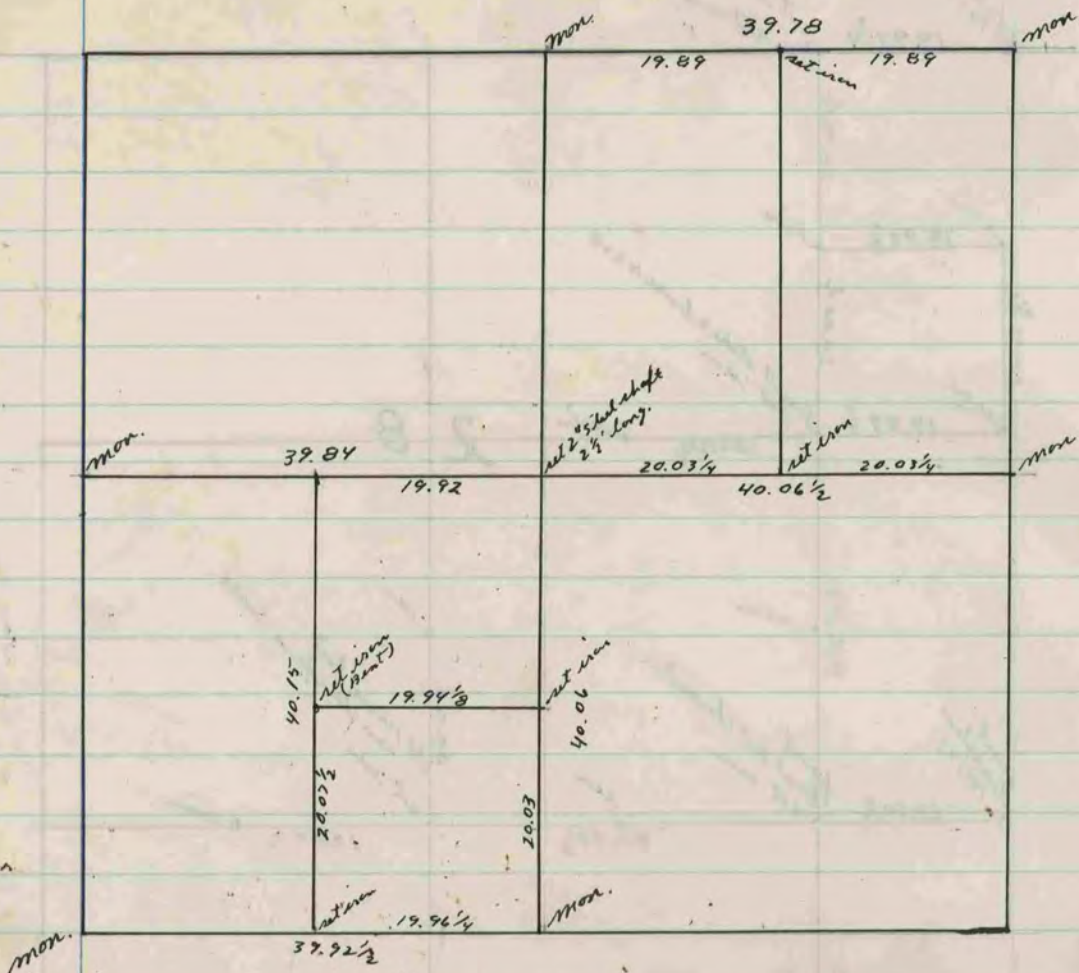 mon.
39.78
mon
19.89
set iron
19.89
mon.
39.84
19.92
set 2" steel shaft
2½' long.
20.03¼
set iron
20.03¼
mon
40.06½
40.15
set iron
(Bent)
19.94⅛
set iron
40.06
20.07½
20.03
mon.
set iron
19.96¼
mon.
39.92½
28